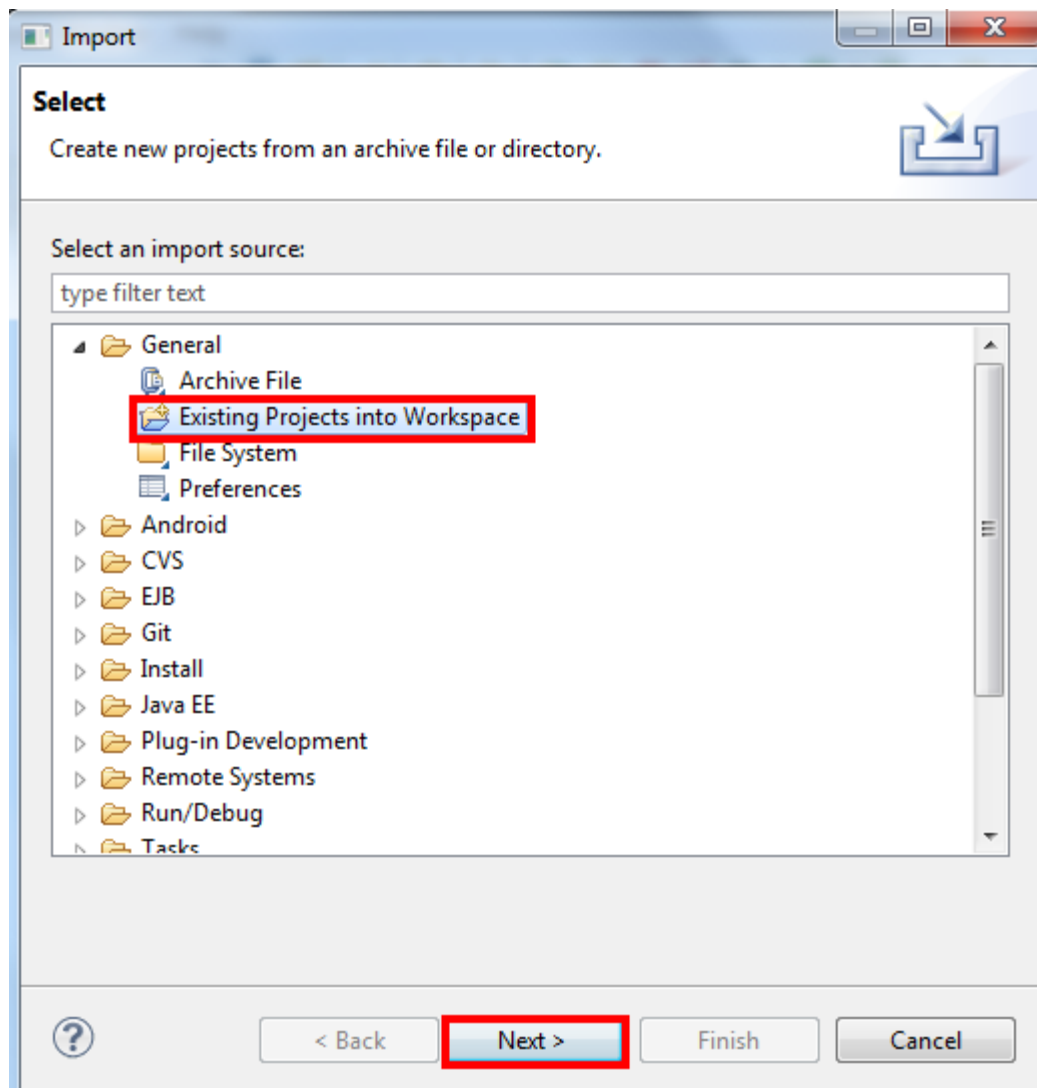 Import
Select
Create new projects from an archive file or directory.
Select an import source:
type filter text
General
Archive File
Existing Projects into Workspace
File System
Preferences
Android
CVS
EJB
Git
Install
Java EE
Plug-in Development
Remote Systems
Run/Debug
Tasks
< Back Next > Finish Cancel